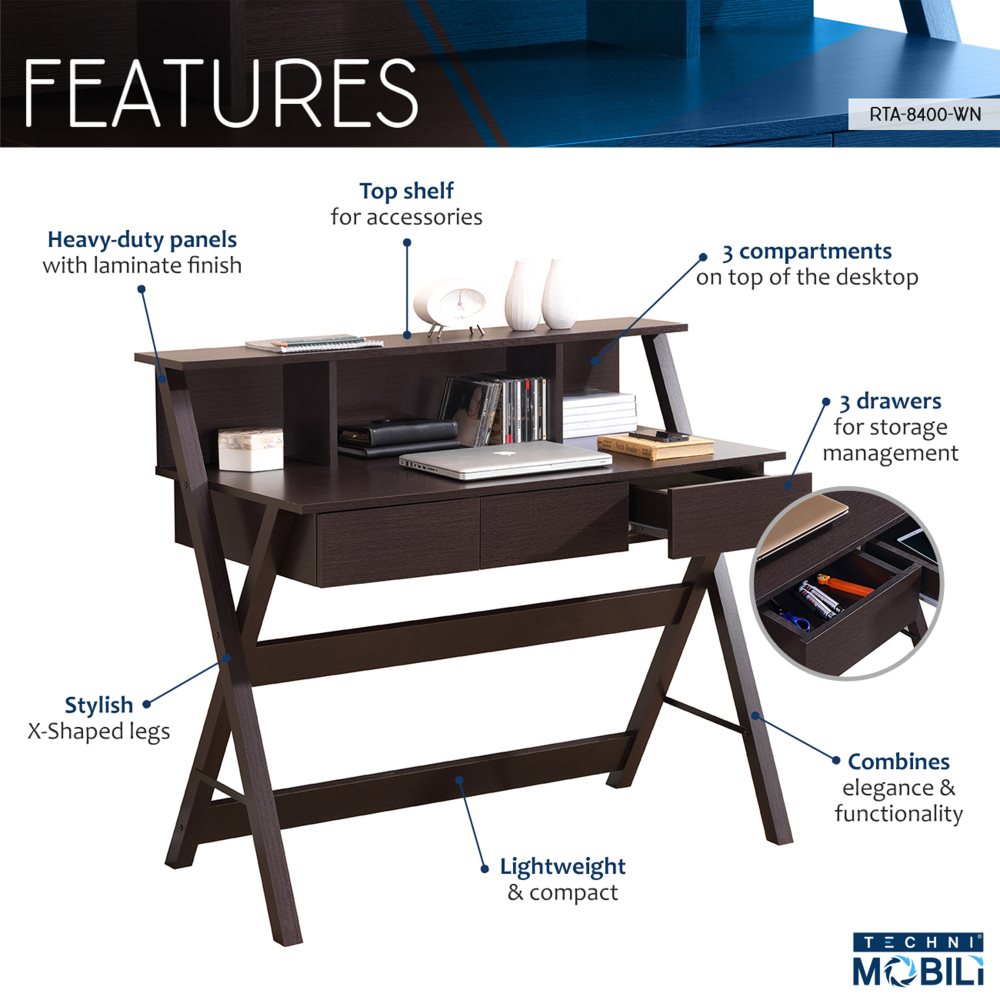 FEATURES
RTA-8400-WN
Top shelf
for accessories
Heavy-duty panels
with laminate finish
3 compartments
on top of the desktop
3 drawers
for storage
management
Stylish
X-Shaped legs
Combines
elegance &
functionality
Lightweight
& compact
TECHNI®
MOBILI